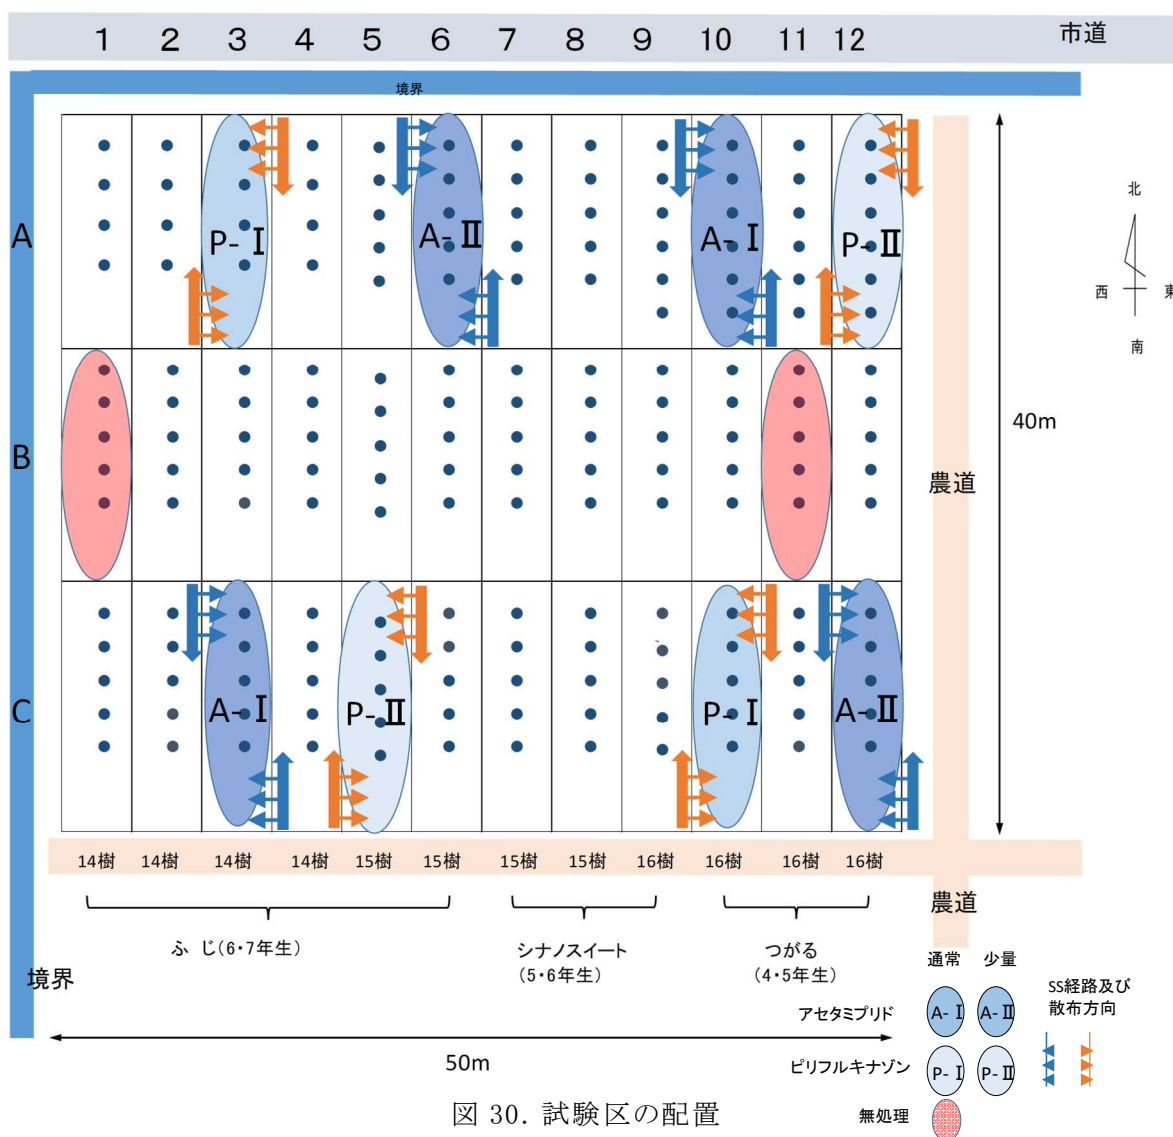 1 2 3 4 5 6 7 8 9 10 11 12 市道
境界
A
P-Ⅰ A-Ⅱ A-Ⅰ P-Ⅱ
北
西 東
南
B
40m
農道
C
A-Ⅰ P-Ⅱ P-Ⅰ A-Ⅱ
14樹 14樹 14樹 14樹 15樹 15樹 15樹 15樹 16樹 16樹 16樹 16樹
農道
ふ じ(6・7年生)
シナノスイート
(5・6年生)
つがる
(4・5年生)
境界
通常 少量
SS経路及び
散布方向
アセタミプリド A-Ⅰ A-Ⅱ
50m
ピリフルキナゾン P-Ⅰ P-Ⅱ
無処理
図 30. 試験区の配置